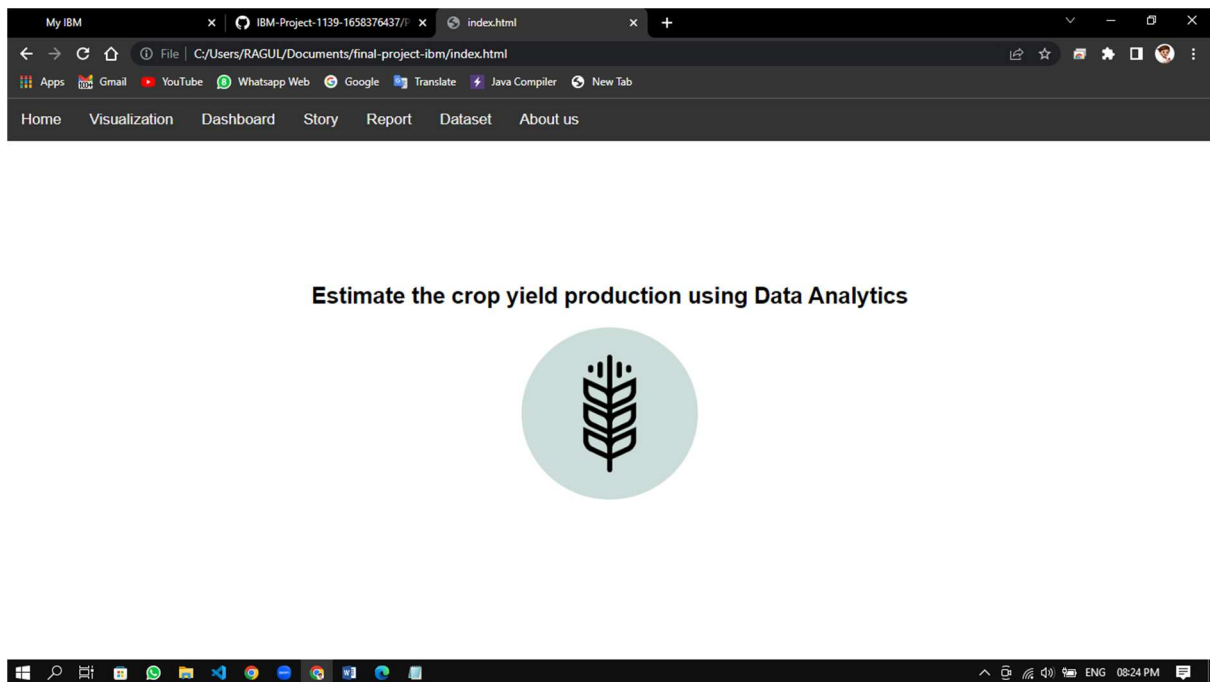 My IBM IBM-Project-1139-1658376437/P index.html
File C:/Users/RAGUL/Documents/final-project-ibm/index.html
Apps Gmail YouTube Whatsapp Web Google Translate Java Compiler New Tab
Home Visualization Dashboard Story Report Dataset About us
Estimate the crop yield production using Data Analytics
ENG 08:24 PM